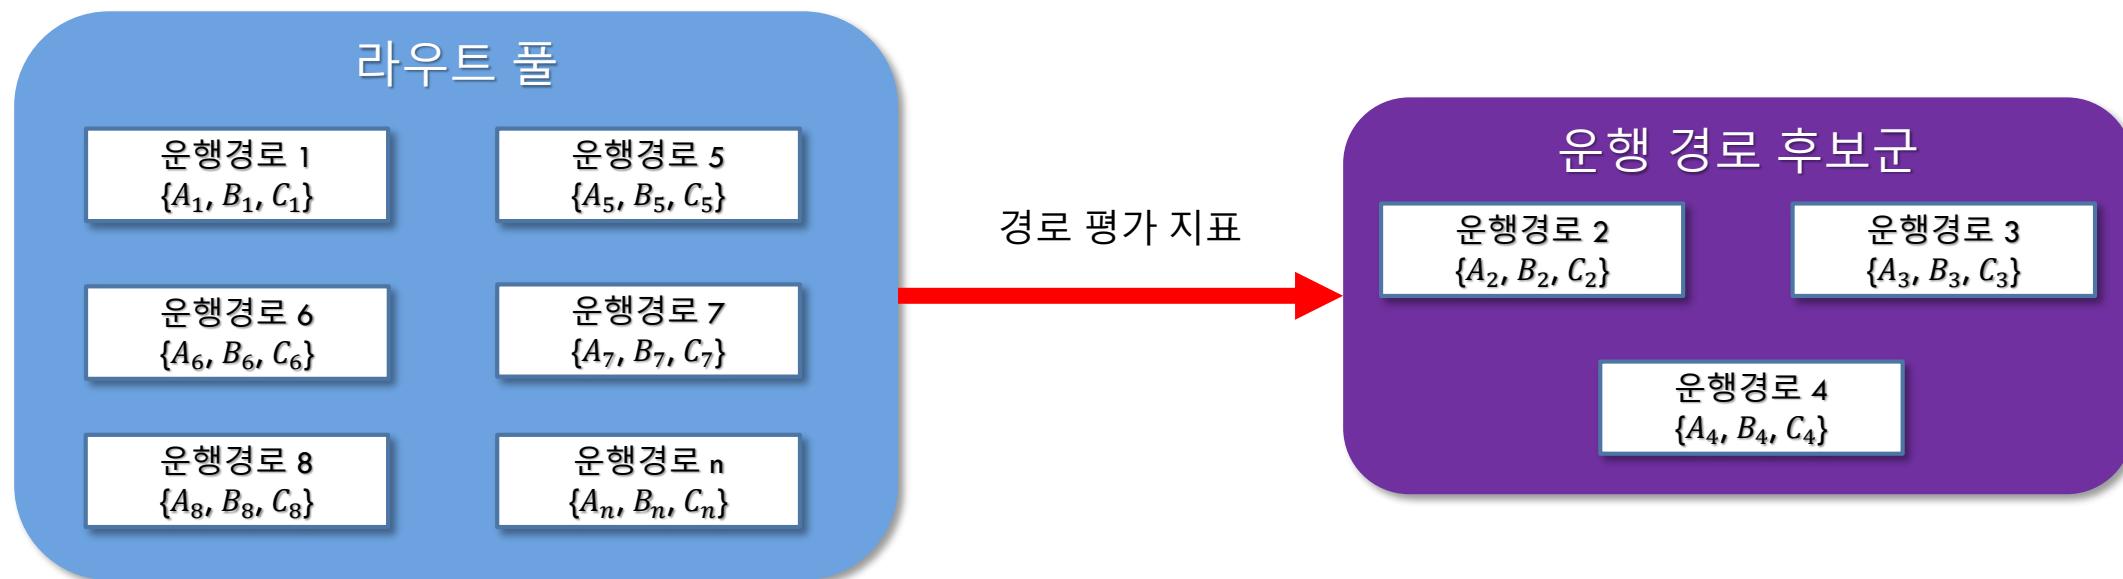 라우트 풀
운행경로 1
{A₁, B₁, C₁}
운행경로 5
{A₅, B₅, C₅}
운행경로 6
{A₆, B₆, C₆}
운행경로 7
{A₇, B₇, C₇}
운행경로 8
{A₈, B₈, C₈}
운행경로 n
{Aₙ, Bₙ, Cₙ}
경로 평가 지표
운행 경로 후보군
운행경로 2
{A₂, B₂, C₂}
운행경로 3
{A₃, B₃, C₃}
운행경로 4
{A₄, B₄, C₄}